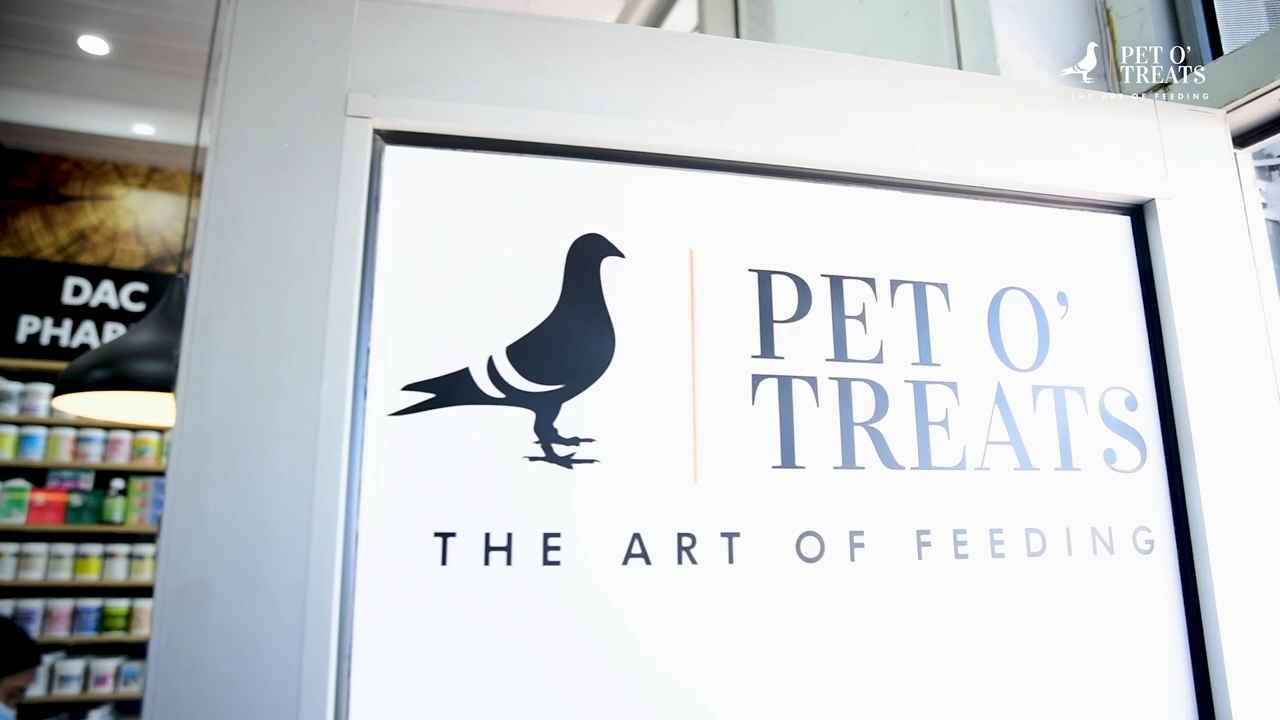 PET O'
TREATS
THE ART OF FEEDING
DAC
PET O'
TREATS
THE ART OF FEEDING